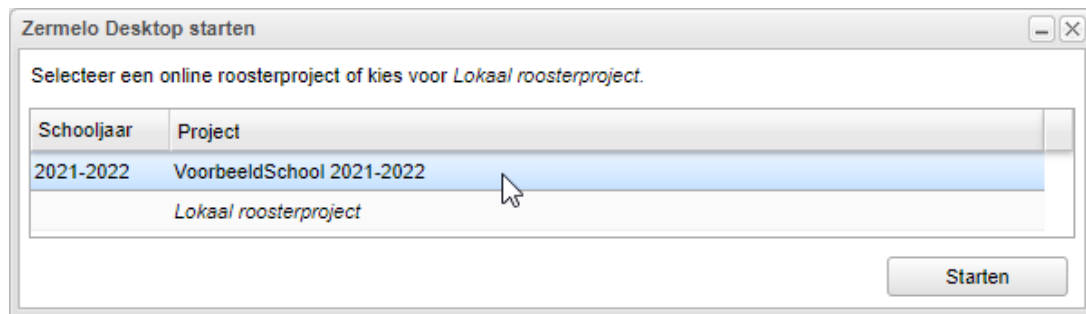 Zermelo Desktop starten
Selecteer een online roosterproject of kies voor Lokaal roosterproject.
Schooljaar Project
2021-2022 VoorbeeldSchool 2021-2022
Lokaal roosterproject
Starten